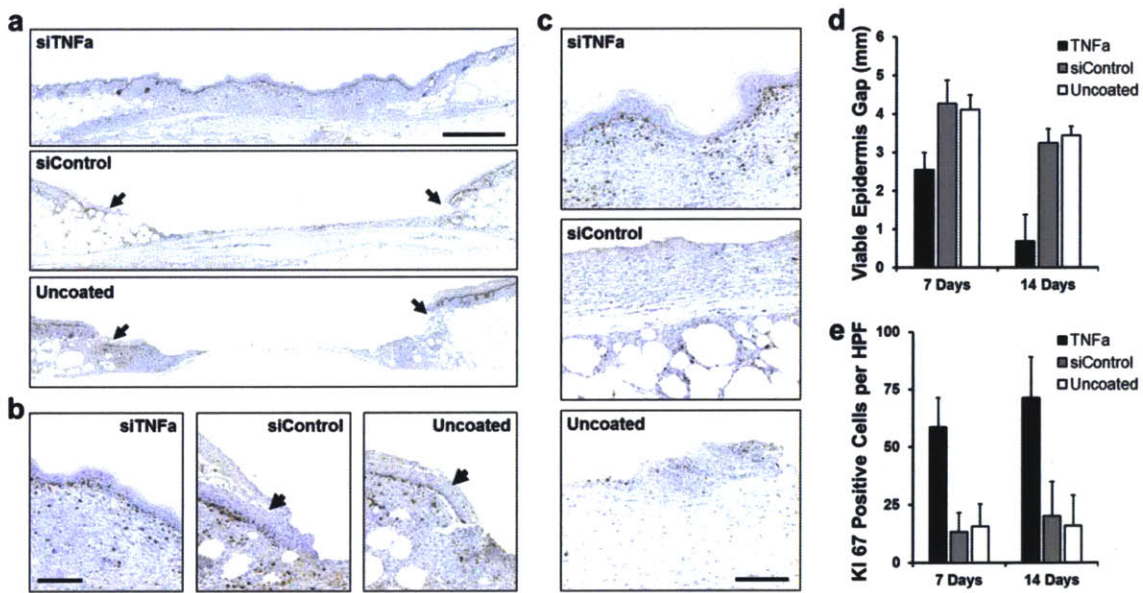 a
siTNFa
siControl
Uncoated
b
siTNFa
siControl
Uncoated
c
siTNFa
siControl
Uncoated
d
Viable Epidermis Gap (mm)
6
5
4
3
2
1
0
TNFa
siControl
Uncoated
7 Days
14 Days
e
KI 67 Positive Cells per HPF
100
75
50
25
0
TNFa
siControl
Uncoated
7 Days
14 Days